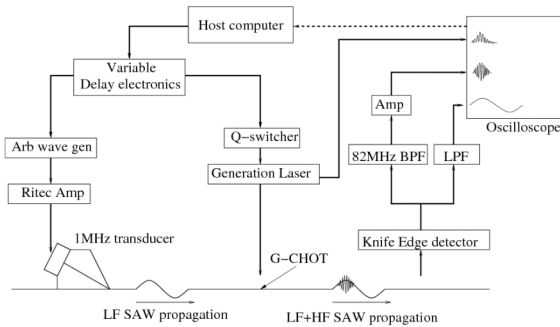 Host computer
Variable
Delay electronics
Oscilloscope
Amp
Arb wave gen
Q−switcher
82MHz BPF
LPF
Generation Laser
Ritec Amp
1MHz transducer
Knife Edge detector
G−CHOT
LF SAW propagation
LF+HF SAW propagation